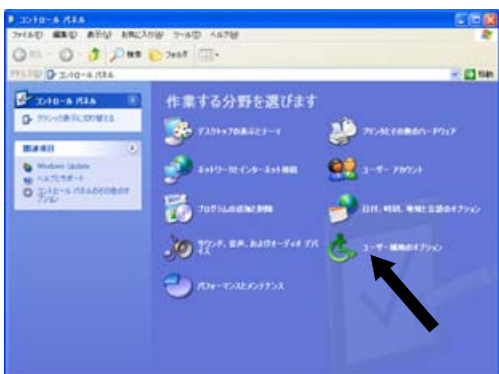 コントロール パネル
ファイル(F) 編集(E) 表示(V) お気に入り(A) ツール(T) ヘルプ(H)
戻る 検索 フォルダ
アドレス(D) コントロール パネル 移動
コントロール パネル
クラシック表示に切り替える
関連項目
Windows Update
ヘルプとサポート
コントロール パネルのその他のオプション
作業する分野を選びます
デスクトップの表示とテーマ
プリンタとその他のハードウェア
ネットワークとインターネット接続
ユーザー アカウント
プログラムの追加と削除
日付、時刻、地域と言語のオプション
サウンド、音声、およびオーディオ デバイス
ユーザー補助のオプション
パフォーマンスとメンテナンス